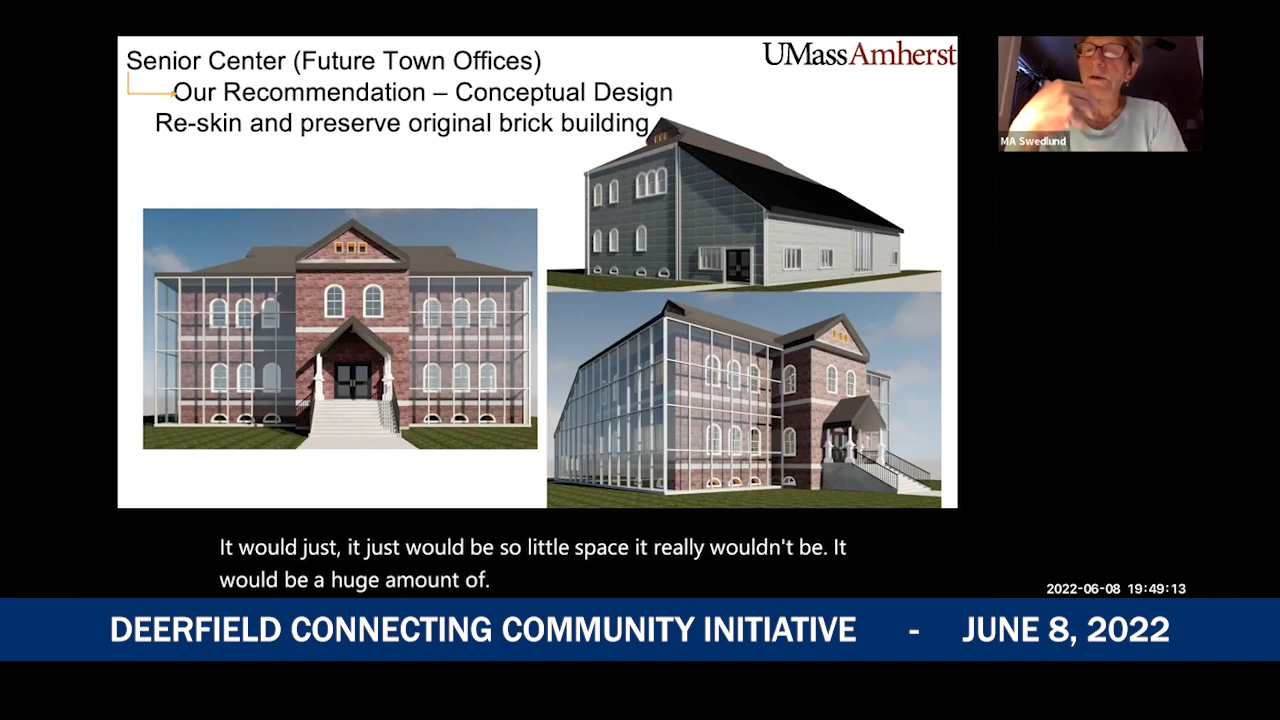 Senior Center (Future Town Offices)
UMassAmherst
Our Recommendation – Conceptual Design
Re-skin and preserve original brick building
MA Swedlund
It would just, it just would be so little space it really wouldn't be. It
would be a huge amount of.
2022-06-08 19:49:13
DEERFIELD CONNECTING COMMUNITY INITIATIVE - JUNE 8, 2022